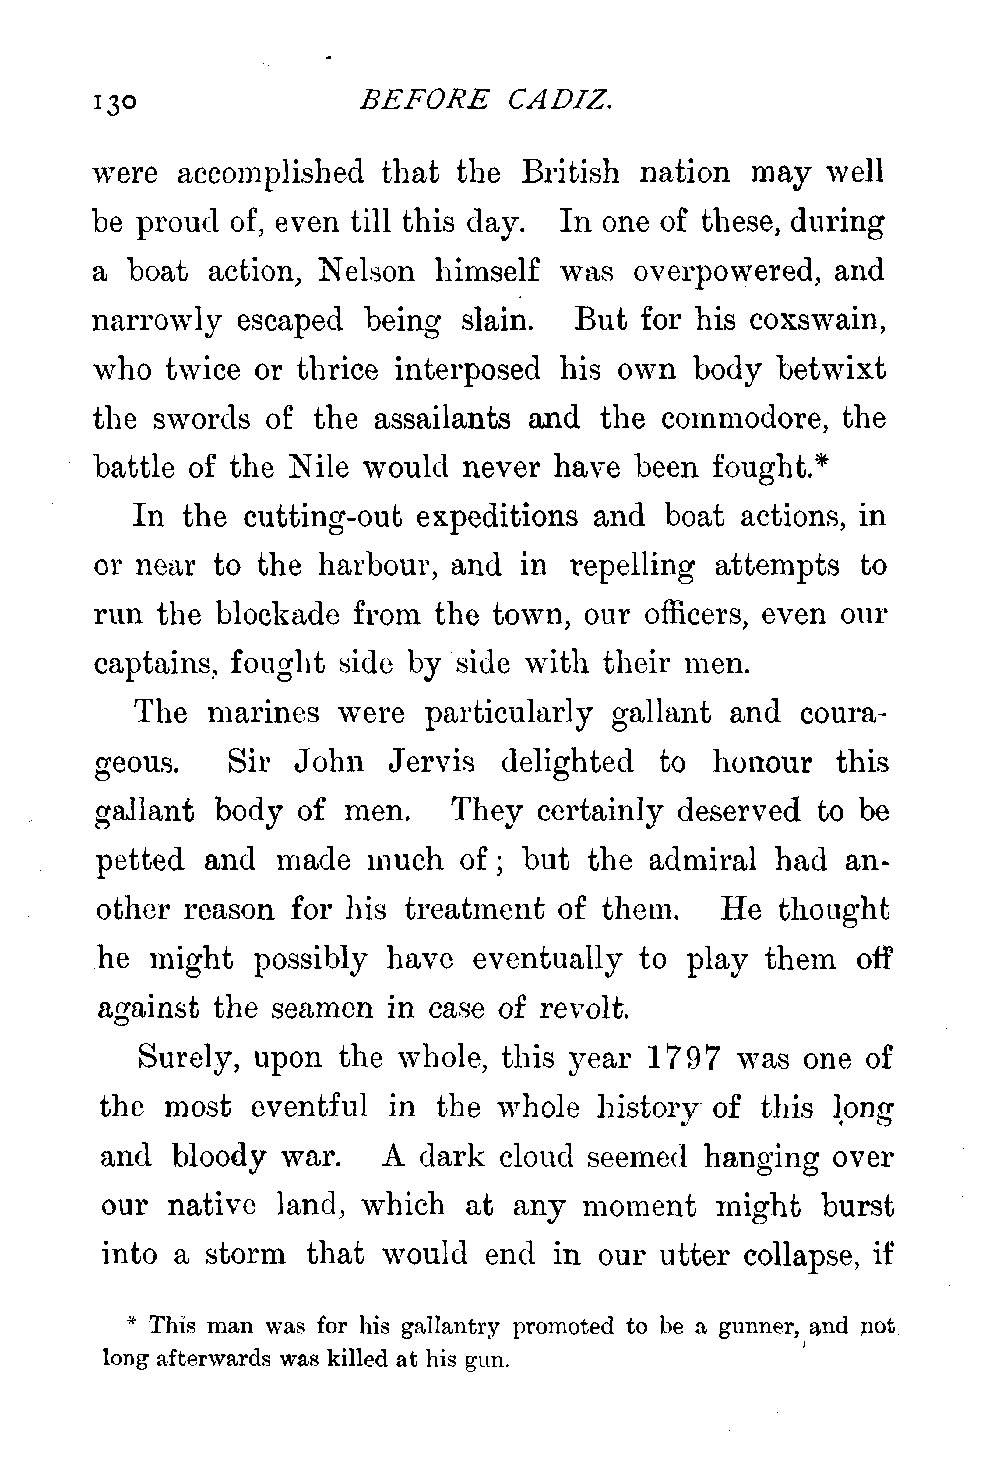 130 BEFORE CADIZ.
were accomplished that the British nation may well
be proud of, even till this day. In one of these, during
a boat action, Nelson himself was overpowered, and
narrowly escaped being slain. But for his coxswain,
who twice or thrice interposed his own body betwixt
the swords of the assailants and the commodore, the
battle of the Nile would never have been fought.*
In the cutting-out expeditions and boat actions, in
or near to the harbour, and in repelling attempts to
run the blockade from the town, our officers, even our
captains, fought side by side with their men.
The marines were particularly gallant and coura-
geous. Sir John Jervis delighted to honour this
gallant body of men. They certainly deserved to be
petted and made much of; but the admiral had an-
other reason for his treatment of them. He thought
he might possibly have eventually to play them off
against the seamen in case of revolt.
Surely, upon the whole, this year 1797 was one of
the most eventful in the whole history of this long
and bloody war. A dark cloud seemed hanging over
our native land, which at any moment might burst
into a storm that would end in our utter collapse, if
* This man was for his gallantry promoted to be a gunner, and not
long afterwards was killed at his gun.